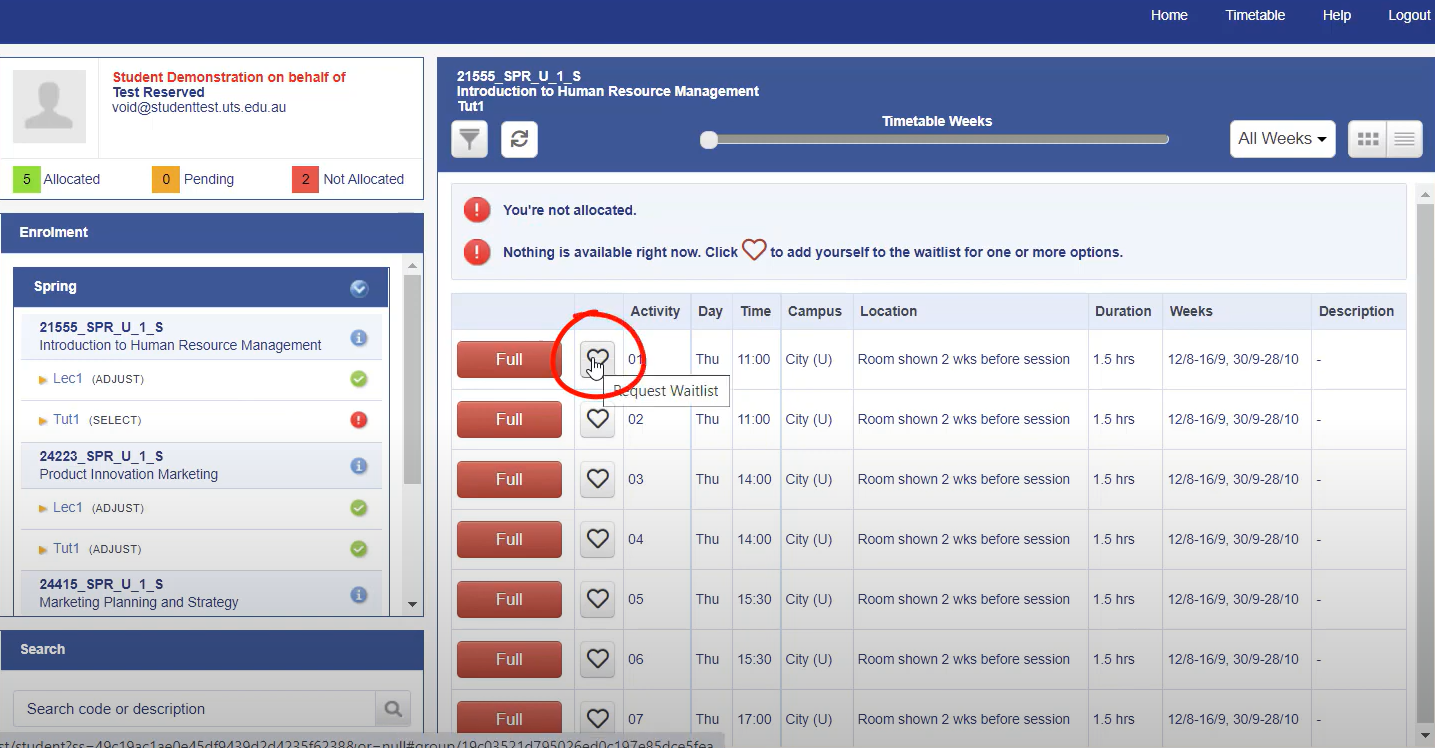 Home Timetable Help Logout
Student Demonstration on behalf of
Test Reserved
void@studenttest.uts.edu.au
5 Allocated 0 Pending 2 Not Allocated
Enrolment
Spring
21555_SPR_U_1_S
Introduction to Human Resource Management
Lec1 (ADJUST)
Tut1 (SELECT)
24223_SPR_U_1_S
Product Innovation Marketing
Lec1 (ADJUST)
Tut1 (ADJUST)
24415_SPR_U_1_S
Marketing Planning and Strategy
Search
Search code or description
21555_SPR_U_1_S
Introduction to Human Resource Management
Tut1
Timetable Weeks
All Weeks
You're not allocated.
Nothing is available right now. Click to add yourself to the waitlist for one or more options.
Activity Day Time Campus Location Duration Weeks Description
Full 01 Thu 11:00 City (U) Room shown 2 wks before session 1.5 hrs 12/8-16/9, 30/9-28/10 -
Request Waitlist
Full 02 Thu 11:00 City (U) Room shown 2 wks before session 1.5 hrs 12/8-16/9, 30/9-28/10 -
Full 03 Thu 14:00 City (U) Room shown 2 wks before session 1.5 hrs 12/8-16/9, 30/9-28/10 -
Full 04 Thu 14:00 City (U) Room shown 2 wks before session 1.5 hrs 12/8-16/9, 30/9-28/10 -
Full 05 Thu 15:30 City (U) Room shown 2 wks before session 1.5 hrs 12/8-16/9, 30/9-28/10 -
Full 06 Thu 15:30 City (U) Room shown 2 wks before session 1.5 hrs 12/8-16/9, 30/9-28/10 -
Full 07 Thu 17:00 City (U) Room shown 2 wks before session 1.5 hrs 12/8-16/9, 30/9-28/10 -